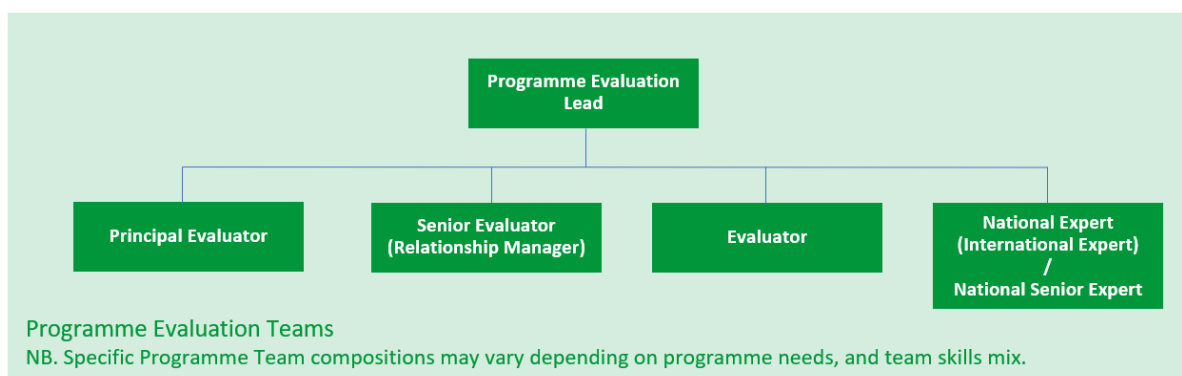 Programme Evaluation
Lead
Principal Evaluator
Senior Evaluator
(Relationship Manager)
Evaluator
National Expert
(International Expert)
/
National Senior Expert
Programme Evaluation Teams
NB. Specific Programme Team compositions may vary depending on programme needs, and team skills mix.